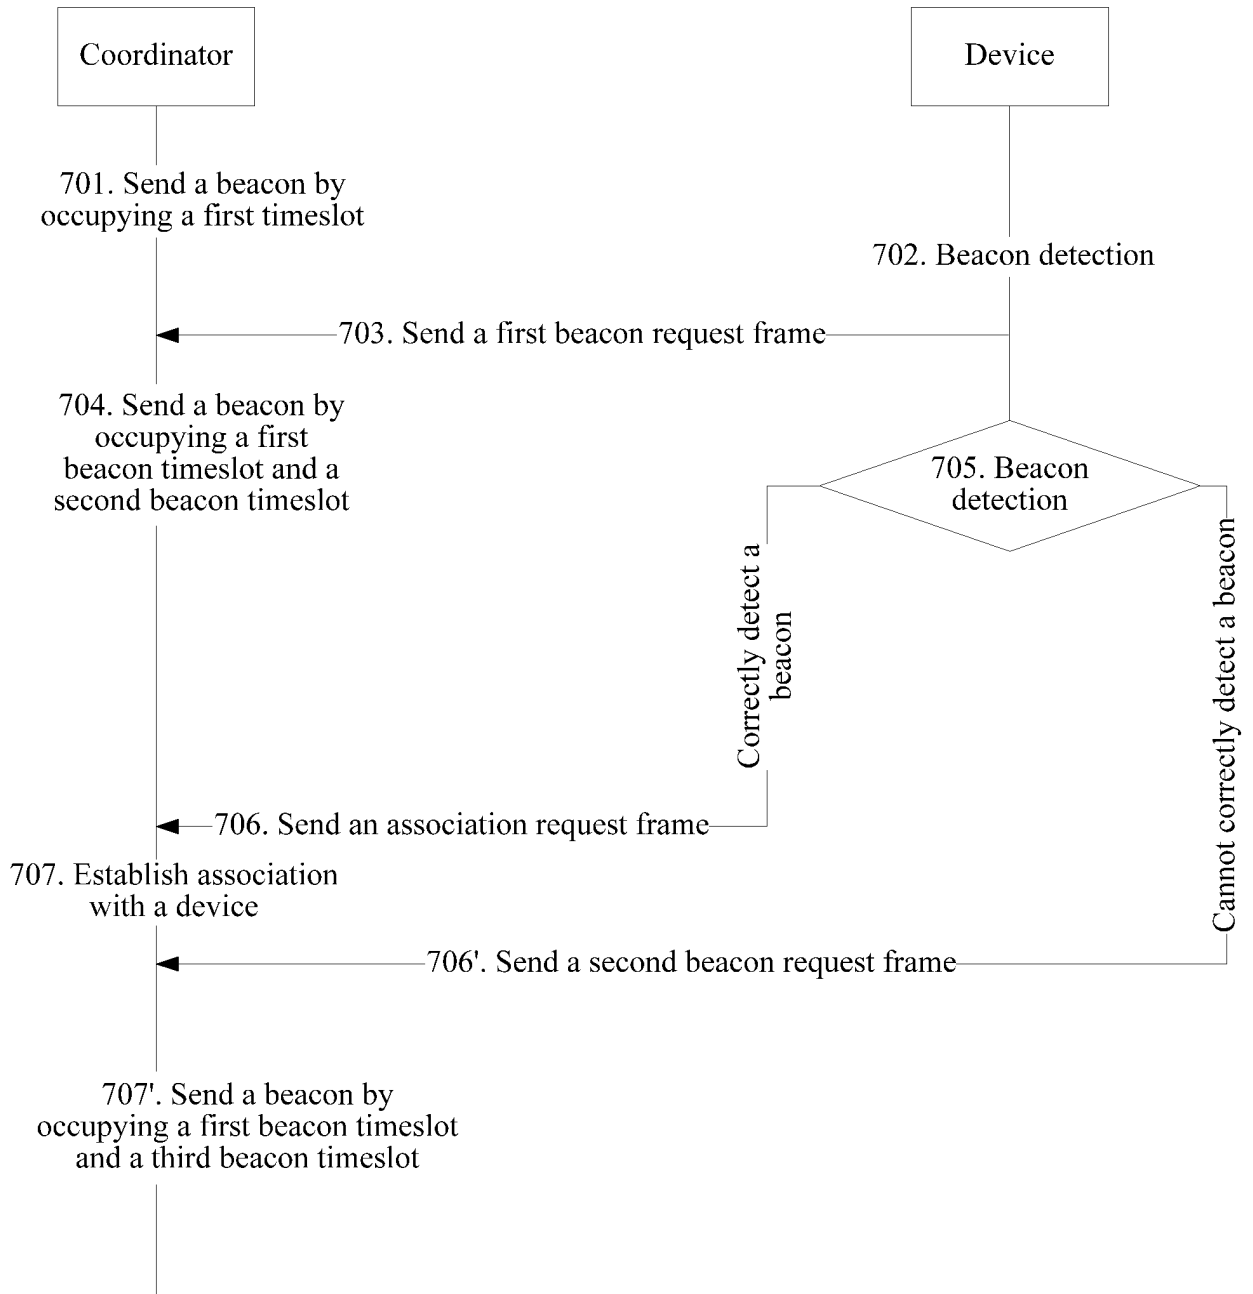 Coordinator
Device
701. Send a beacon by
occupying a first timeslot
702. Beacon detection
703. Send a first beacon request frame
704. Send a beacon by
occupying a first
beacon timeslot and a
second beacon timeslot
705. Beacon
detection
Correctly detect a
beacon
Cannot correctly detect a beacon
706. Send an association request frame
707. Establish association
with a device
706'. Send a second beacon request frame
707'. Send a beacon by
occupying a first beacon timeslot
and a third beacon timeslot